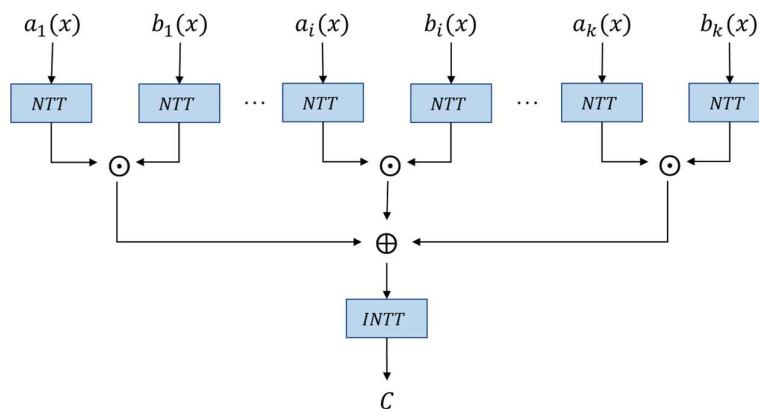 a₁(x) b₁(x) aᵢ(x) bᵢ(x) aₖ(x) bₖ(x)
NTT NTT ··· NTT NTT ··· NTT NTT
⊙ ⊙ ⊙
⊕
INTT
C